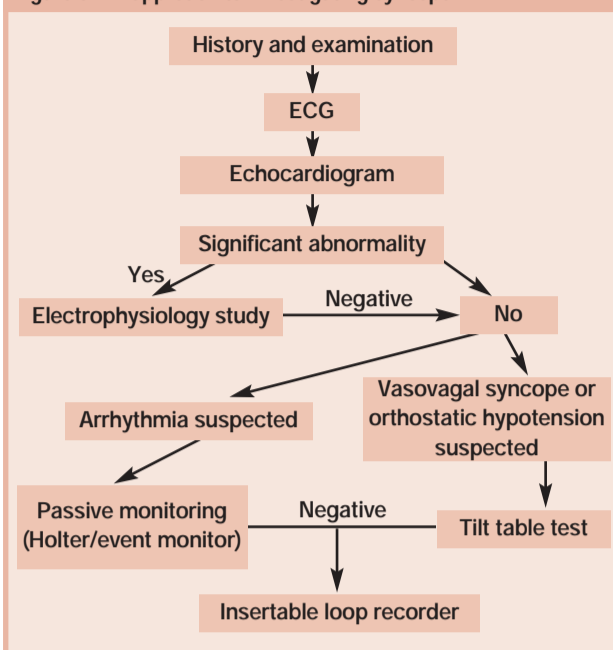 History and examination
ECG
Echocardiogram
Significant abnormality
Yes
Electrophysiology study
Negative
No
Arrhythmia suspected
Vasovagal syncope or
orthostatic hypotension
suspected
Passive monitoring
(Holter/event monitor)
Negative
Tilt table test
Insertable loop recorder